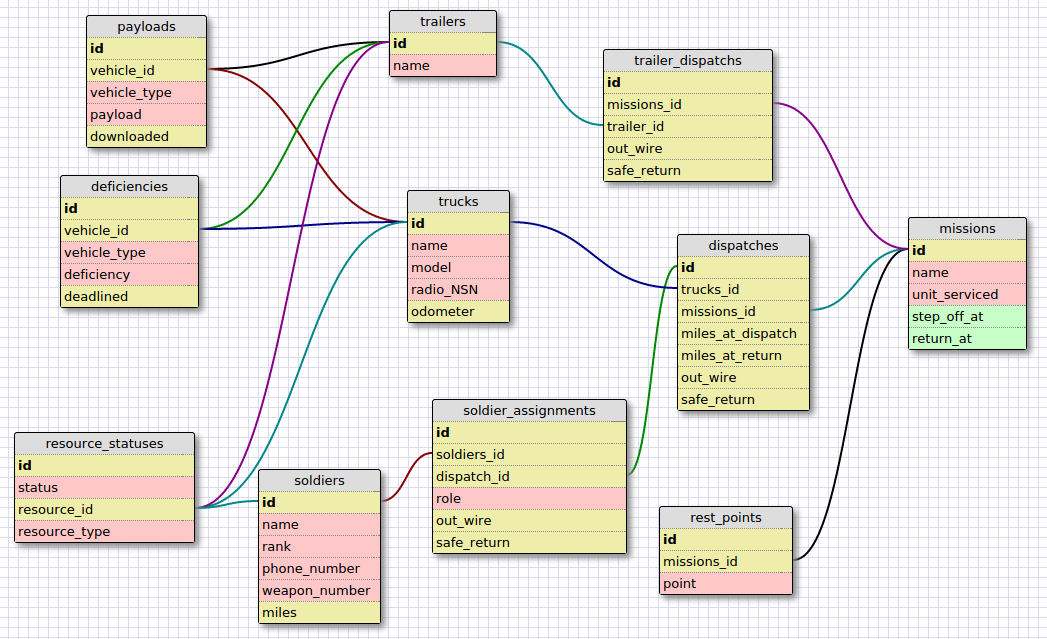 payloads
id
vehicle_id
vehicle_type
payload
downloaded
trailers
id
name
trailer_dispatchs
id
missions_id
trailer_id
out_wire
safe_return
deficiencies
id
vehicle_id
vehicle_type
deficiency
deadlined
trucks
id
name
model
radio_NSN
odometer
dispatches
id
trucks_id
missions_id
miles_at_dispatch
miles_at_return
out_wire
safe_return
missions
id
name
unit_serviced
step_off_at
return_at
resource_statuses
id
status
resource_id
resource_type
soldiers
id
name
rank
phone_number
weapon_number
miles
soldier_assignments
id
soldiers_id
dispatch_id
role
out_wire
safe_return
rest_points
id
missions_id
point